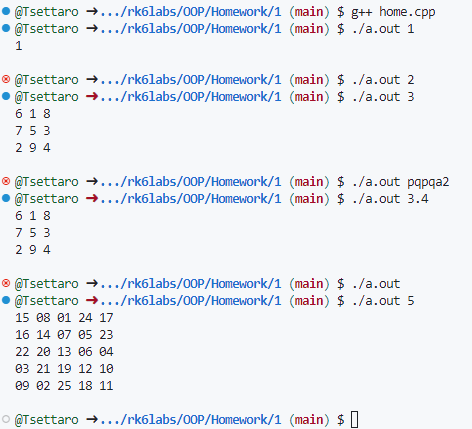 @Tsettaro ➜.../rk6labs/OOP/Homework/1 (main) $ g++ home.cpp
@Tsettaro ➜.../rk6labs/OOP/Homework/1 (main) $ ./a.out 1
1
@Tsettaro ➜.../rk6labs/OOP/Homework/1 (main) $ ./a.out 2
@Tsettaro ➜.../rk6labs/OOP/Homework/1 (main) $ ./a.out 3
6 1 8
7 5 3
2 9 4
@Tsettaro ➜.../rk6labs/OOP/Homework/1 (main) $ ./a.out pqpqa2
@Tsettaro ➜.../rk6labs/OOP/Homework/1 (main) $ ./a.out 3.4
6 1 8
7 5 3
2 9 4
@Tsettaro ➜.../rk6labs/OOP/Homework/1 (main) $ ./a.out
@Tsettaro ➜.../rk6labs/OOP/Homework/1 (main) $ ./a.out 5
15 08 01 24 17
16 14 07 05 23
22 20 13 06 04
03 21 19 12 10
09 02 25 18 11
@Tsettaro ➜.../rk6labs/OOP/Homework/1 (main) $